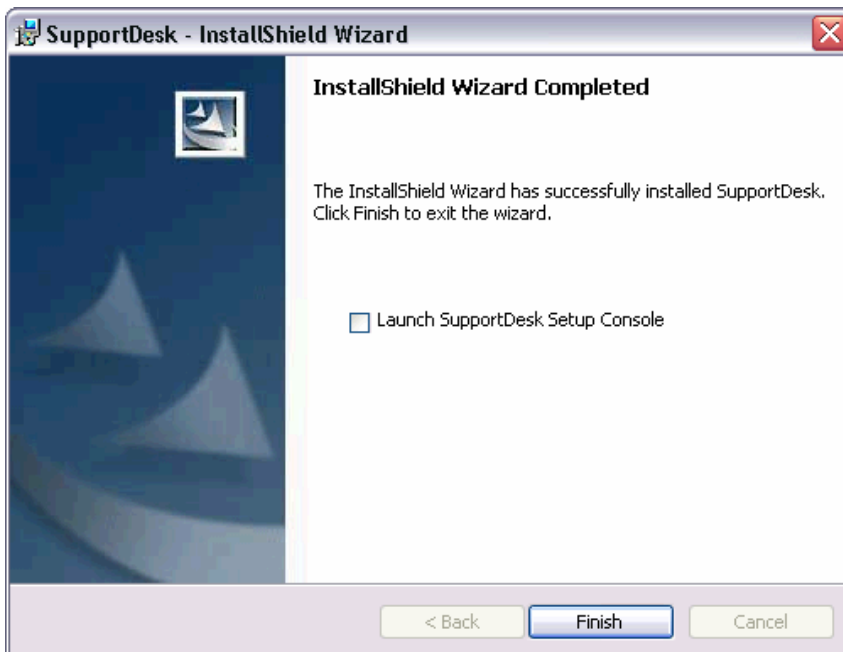 SupportDesk - InstallShield Wizard
InstallShield Wizard Completed
The InstallShield Wizard has successfully installed SupportDesk.
Click Finish to exit the wizard.
Launch SupportDesk Setup Console
< Back
Finish
Cancel